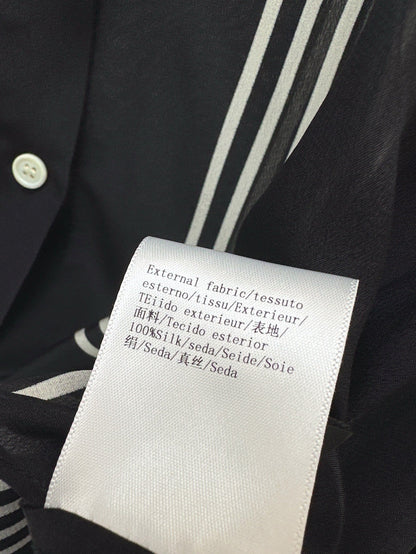 External fabric/tessuto
esterno/tissu/Exterieur/
TEiido exterieur/表地/
面料/Tecido esterior
100%Silk/seda/Seide/Soie
绢/Seda/真丝/Seda